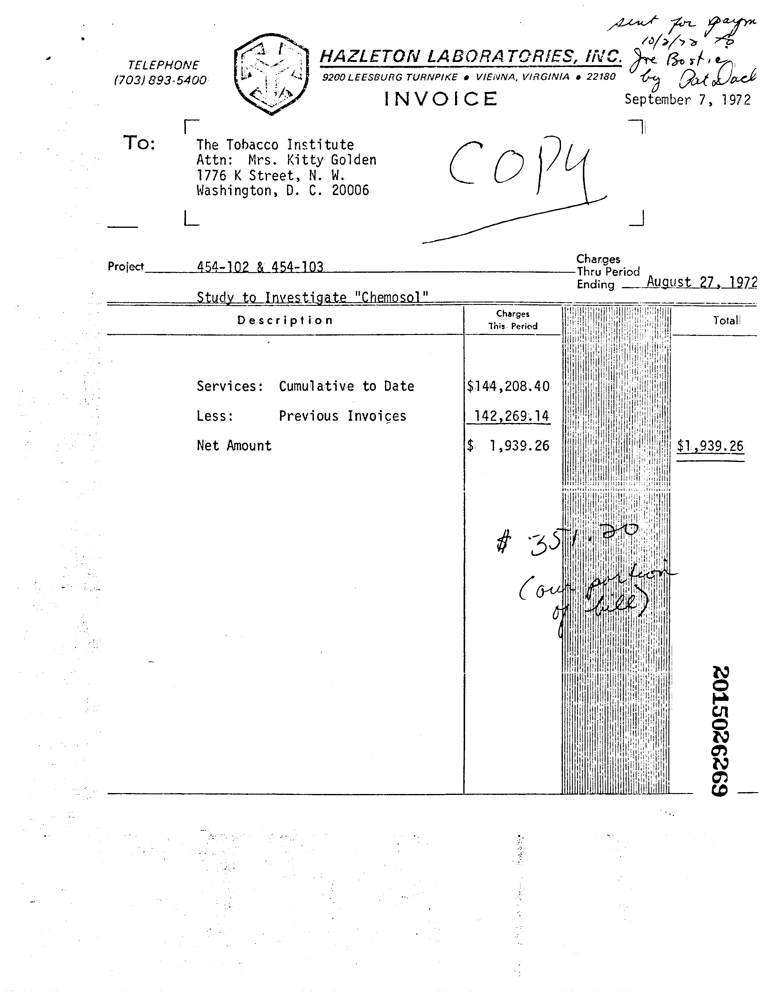 sent for paym
10/2/72 to
Joe Bostic
by Pat
TELEPHONE
(703) 893-5400
HAZLETON LABORATORIES, INC.
9200 LEESBURG TURNPIKE • VIENNA, VIRGINIA • 22180
INVOICE
September 7, 1972
To:
The Tobacco Institute
Attn: Mrs. Kitty Golden
1776 K Street, N. W.
Washington, D. C. 20006
COPY
Project 454-102 & 454-103
Charges
Thru Period
Ending August 27, 1972
Study to Investigate "Chemosol"
Description Charges This Period Total
Services: Cumulative to Date $144,208.40
Less: Previous Invoices 142,269.14
Net Amount $ 1,939.26 $1,939.26
$ 351.20
(our portion
of bill)
2015026269